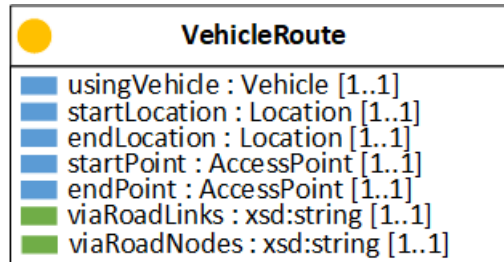 VehicleRoute
usingVehicle : Vehicle [1..1]
startLocation : Location [1..1]
endLocation : Location [1..1]
startPoint : AccessPoint [1..1]
endPoint : AccessPoint [1..1]
viaRoadLinks : xsd:string [1..1]
viaRoadNodes : xsd:string [1..1]